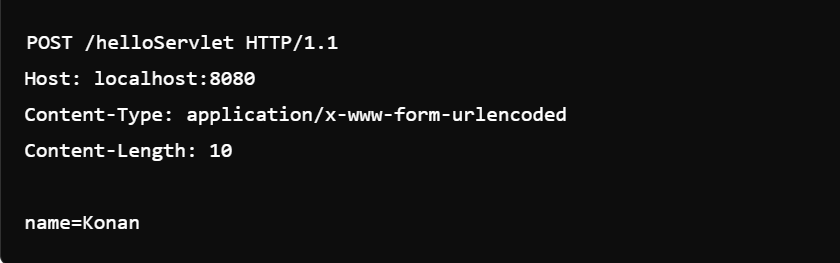 POST /helloServlet HTTP/1.1
Host: localhost:8080
Content-Type: application/x-www-form-urlencoded
Content-Length: 10

name=Konan